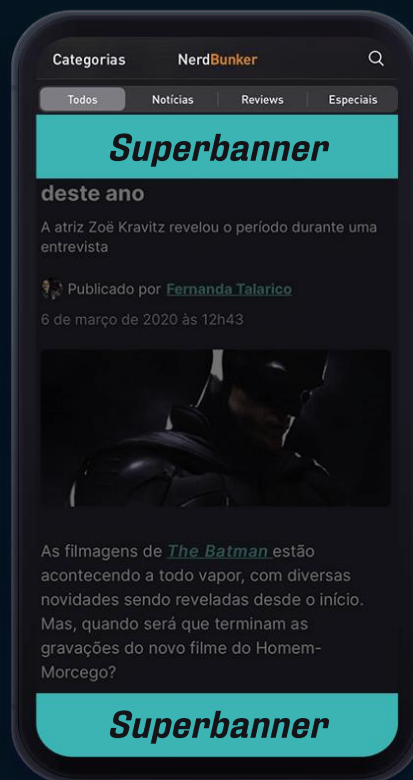 Categorias NerdBunker
Todos Notícias Reviews Especiais
Superbanner
deste ano
A atriz Zoë Kravitz revelou o período durante uma
entrevista
Publicado por Fernanda Talarico
6 de março de 2020 às 12h43
As filmagens de The Batman estão
acontecendo a todo vapor, com diversas
novidades sendo reveladas desde o início.
Mas, quando será que terminam as
gravações do novo filme do Homem-
Morcego?
Superbanner